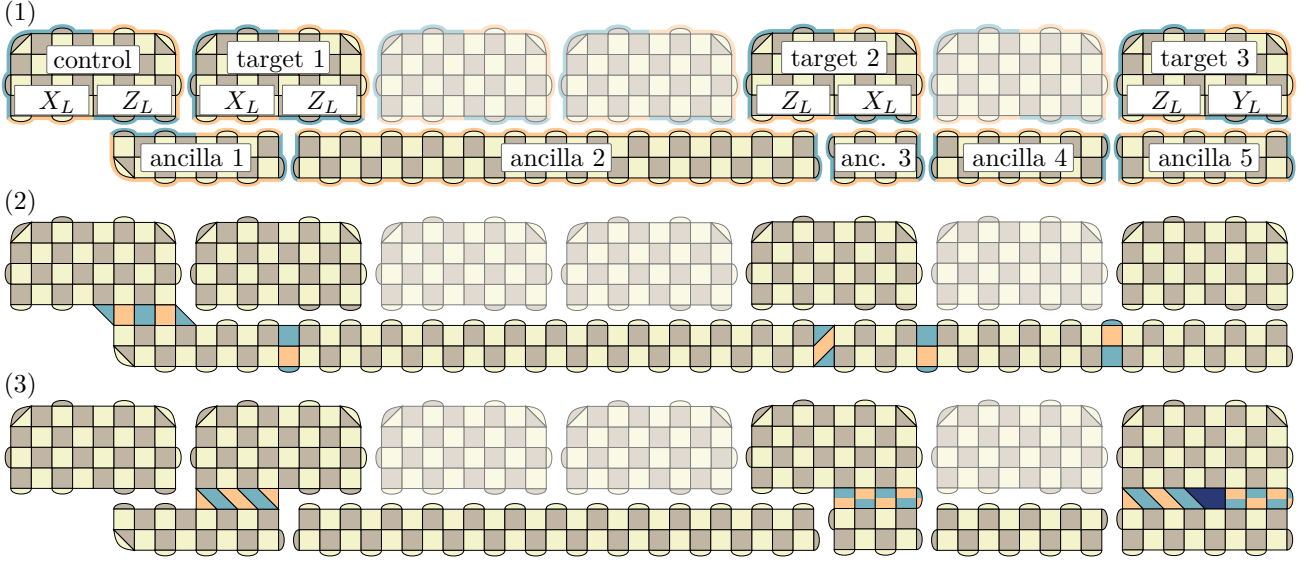 (1)
control target 1 target 2 target 3
X_L Z_L X_L Z_L Z_L X_L Z_L Y_L
ancilla 1 ancilla 2 anc. 3 ancilla 4 ancilla 5
(2)
(3)